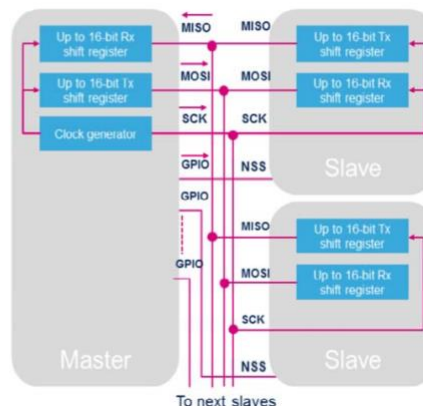 Up to 16-bit Rx
shift register
Up to 16-bit Tx
shift register
Clock generator
Master
MISO
MOSI
SCK
GPIO
GPIO
GPIO
MISO
MOSI
SCK
NSS
Up to 16-bit Tx
shift register
Up to 16-bit Rx
shift register
Slave
MISO
MOSI
SCK
NSS
Up to 16-bit Tx
shift register
Up to 16-bit Rx
shift register
Slave
To next slaves